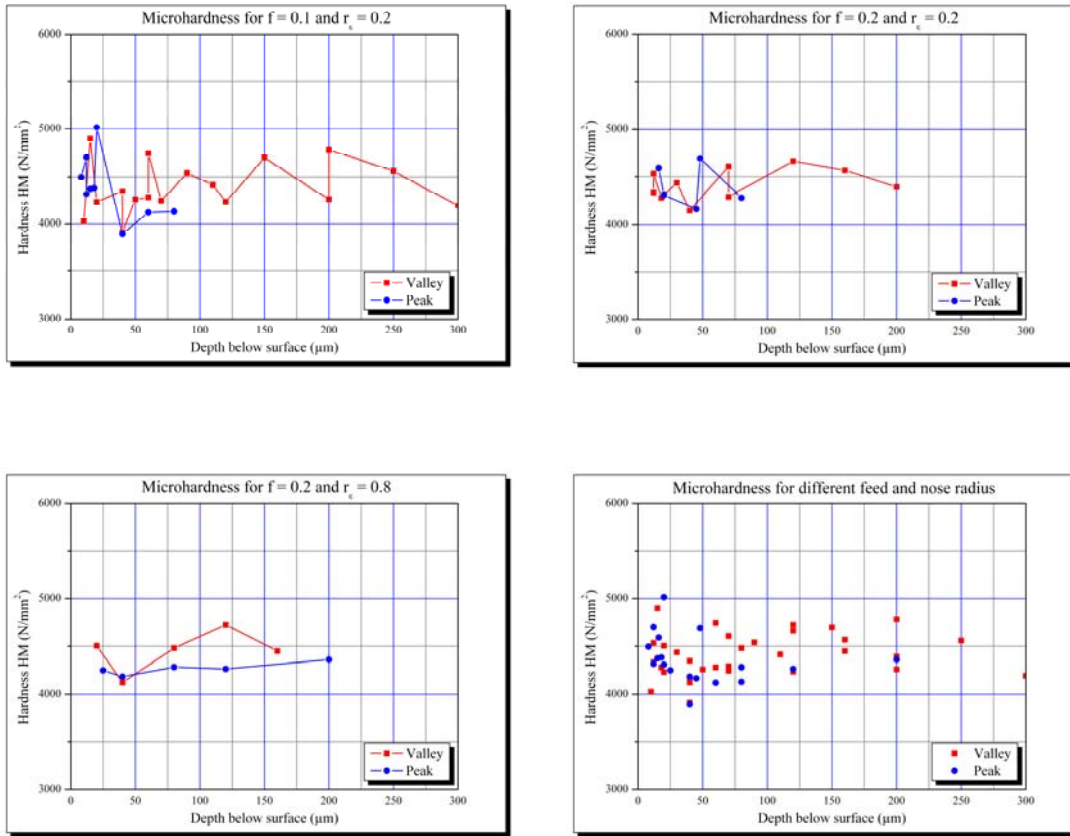 Microhardness for f = 0.1 and rε = 0.2
6000
5000
4000
3000
Hardness HM (N/mm²)
Valley
Peak
0 50 100 150 200 250 300
Depth below surface (µm)
Microhardness for f = 0.2 and rε = 0.2
6000
5000
4000
3000
Hardness HM (N/mm²)
Valley
Peak
0 50 100 150 200 250 300
Depth below surface (µm)
Microhardness for f = 0.2 and rε = 0.8
6000
5000
4000
3000
Hardness HM (N/mm²)
Valley
Peak
0 50 100 150 200 250 300
Depth below surface (µm)
Microhardness for different feed and nose radius
6000
5000
4000
3000
Hardness HM (N/mm²)
Valley
Peak
0 50 100 150 200 250 300
Depth below surface (µm)